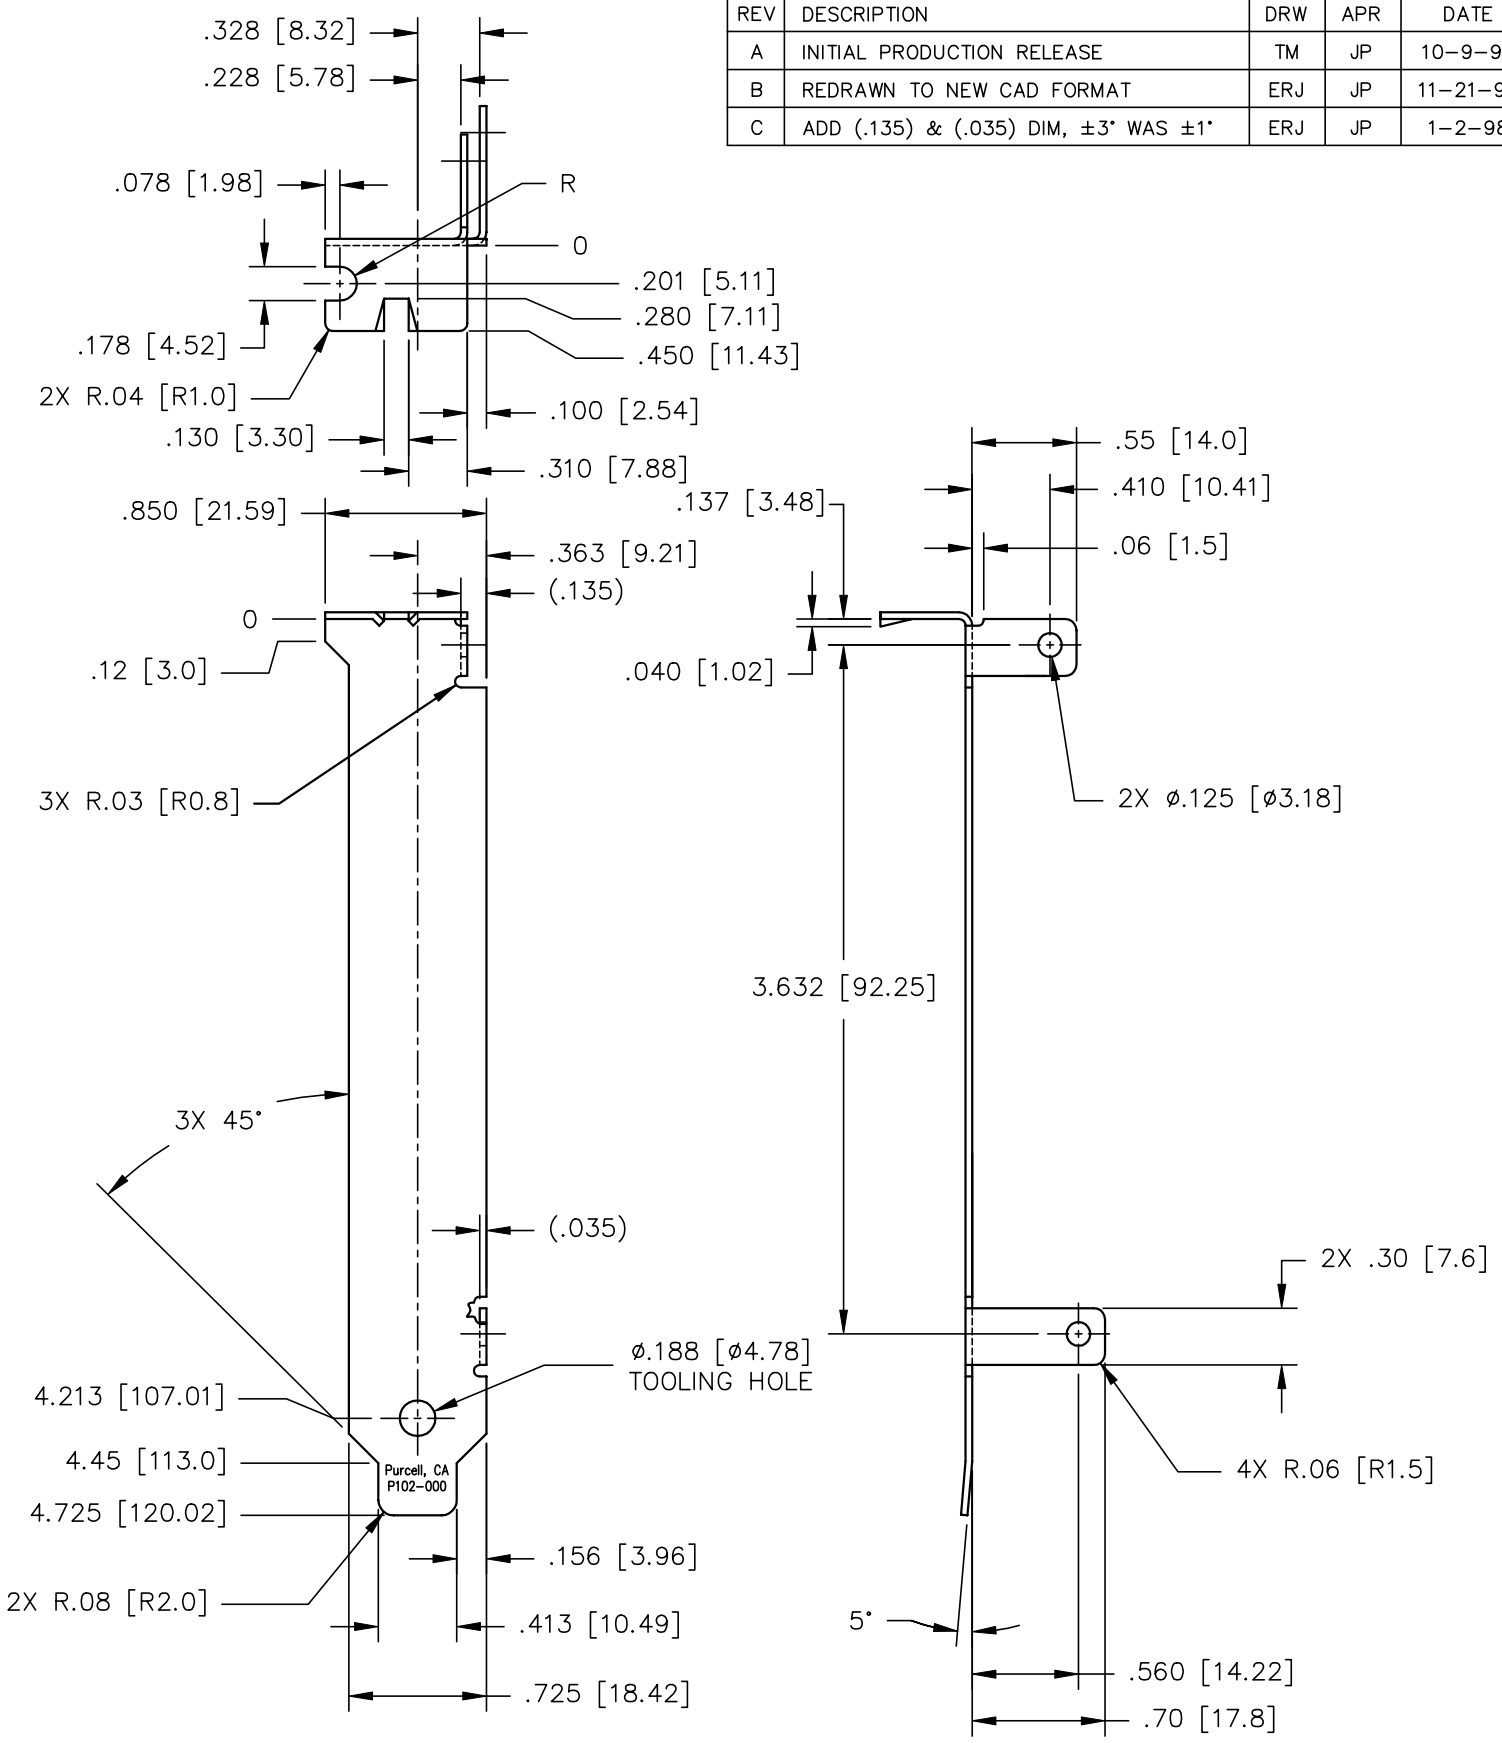 REV DESCRIPTION DRW APR DATE
A INITIAL PRODUCTION RELEASE TM JP
B REDRAWN TO NEW CAD FORMAT ERJ JP
C ADD (.135) & (.035) DIM, ±3° WAS ±1° ERJ JP 1-2-98
.328 [8.32]
.228 [5.78]
.078 [1.98]
R
0
.201 [5.11]
.280 [7.11]
.178 [4.52]
.450 [11.43]
2X R.04 [R1.0]
.100 [2.54]
.130 [3.30]
.310 [7.88]
.850 [21.59]
.363 [9.21]
(.135)
0
.12 [3.0]
3X R.03 [R0.8]
3X 45°
(.035)
ø.188 [ø4.78]
TOOLING HOLE
4.213 [107.01]
4.45 [113.0]
Purcell, CA
P102-000
4.725 [120.02]
.156 [3.96]
2X R.08 [R2.0]
.413 [10.49]
.725 [18.42]
.55 [14.0]
.410 [10.41]
.137 [3.48]
.06 [1.5]
.040 [1.02]
2X ø.125 [ø3.18]
3.632 [92.25]
2X .30 [7.6]
4X R.06 [R1.5]
5°
.560 [14.22]
.70 [17.8]